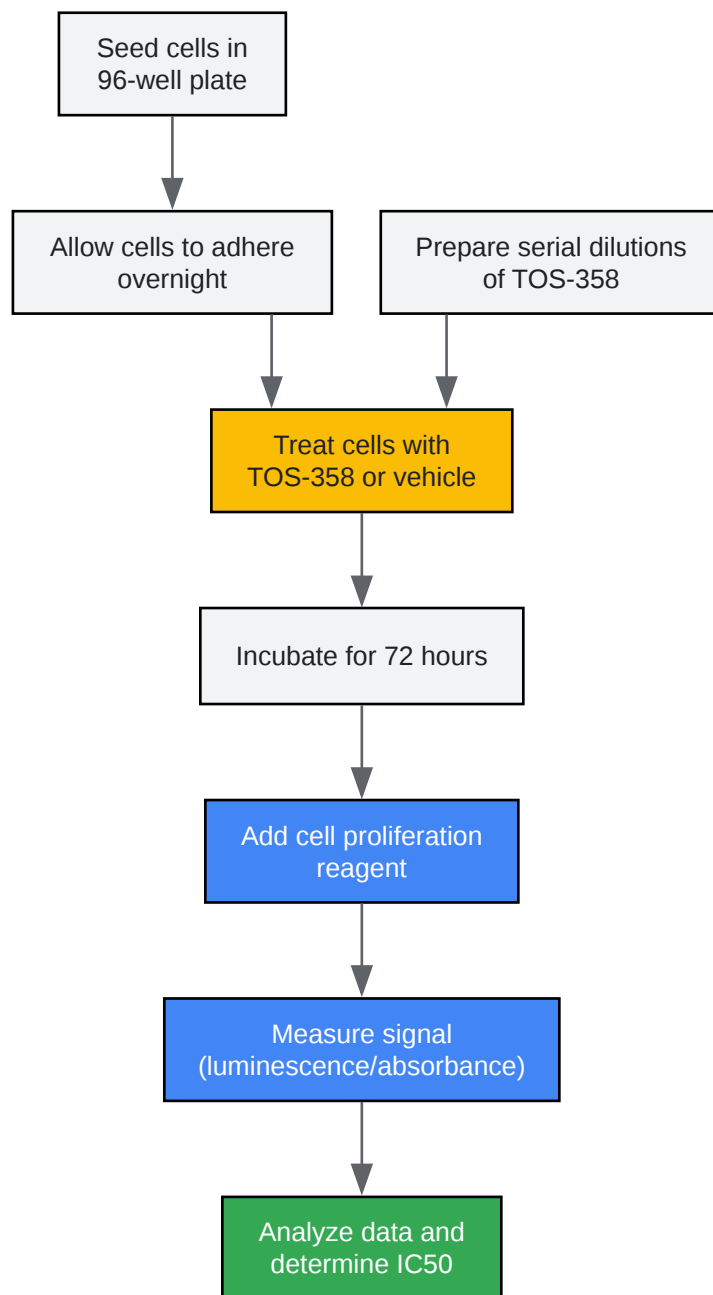 Seed cells in
96-well plate
Allow cells to adhere
overnight
Prepare serial dilutions
of TOS-358
Treat cells with
TOS-358 or vehicle
Incubate for 72 hours
Add cell proliferation
reagent
Measure signal
(luminescence/absorbance)
Analyze data and
determine IC50